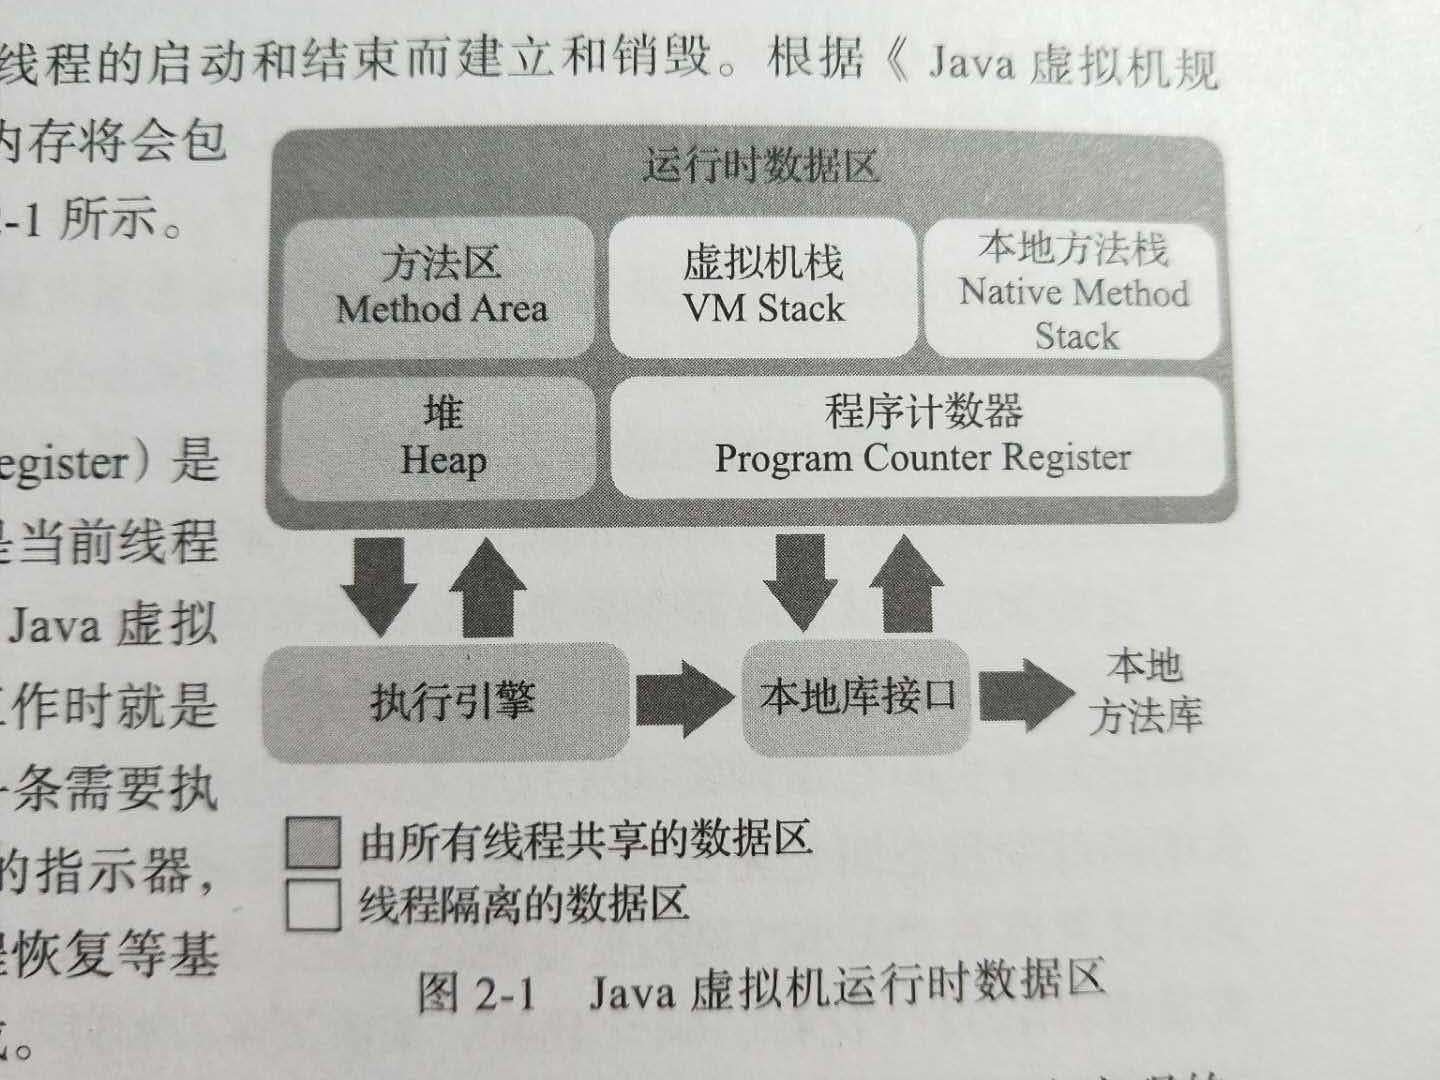 线程的启动和结束而建立和销毁。根据《Java 虚拟机规
内存将会包
2-1 所示。
运行时数据区
方法区
Method Area
虚拟机栈
VM Stack
本地方法栈
Native Method
Stack
堆
Heap
程序计数器
Program Counter Register
egister）是
是当前线程
Java 虚拟
工作时就是
一条需要执
的指示器，
程恢复等基
执行引擎
本地库接口
本地
方法库
由所有线程共享的数据区
线程隔离的数据区
图 2-1 Java 虚拟机运行时数据区